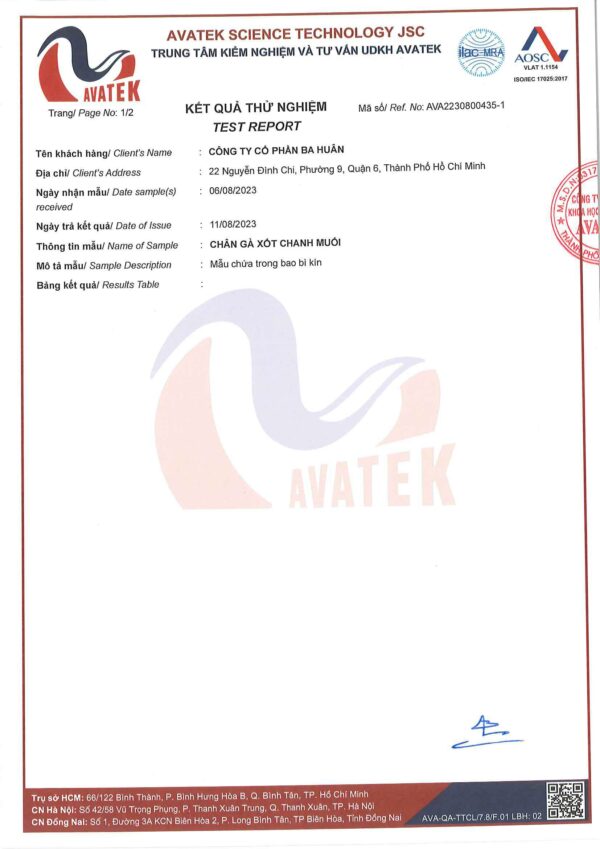 AVATEK SCIENCE TECHNOLOGY JSC
TRUNG TÂM KIỂM NGHIỆM VÀ TƯ VẤN UDKH AVATEK
AVATEK
ilac-MRA
AOSC
VLAT 1.1154
ISO/IEC 17025:2017
Trang/ Page No: 1/2
KẾT QUẢ THỬ NGHIỆM
Mã số/ Ref. No: AVA2230800435-1
TEST REPORT
Tên khách hàng/ Client's Name : CÔNG TY CỔ PHẦN BA HUÂN
Địa chỉ/ Client's Address : 22 Nguyễn Đình Chi, Phường 9, Quận 6, Thành Phố Hồ Chí Minh
Ngày nhận mẫu/ Date sample(s) : 06/08/2023
received
Ngày trả kết quả/ Date of Issue : 11/08/2023
Thông tin mẫu/ Name of Sample : CHÂN GÀ XỐT CHANH MUỐI
Mô tả mẫu/ Sample Description : Mẫu chứa trong bao bì kín
Bảng kết quả/ Results Table :
M.S.D.N:0317
CÔNG TY
KHOA HỌC
AVA
THÀNH PHỐ
AVATEK
Trụ sở HCM: 66/122 Bình Thành, P. Bình Hưng Hòa B, Q. Bình Tân, TP. Hồ Chí Minh
CN Hà Nội: Số 42/58 Vũ Trọng Phụng, P. Thanh Xuân Trung, Q. Thanh Xuân, TP. Hà Nội
CN Đồng Nai: Số 1, Đường 3A KCN Biên Hòa 2, P. Long Bình Tân, TP Biên Hòa, Tỉnh Đồng Nai
AVA-QA-TTCL/7.8/F.01 LBH: 02